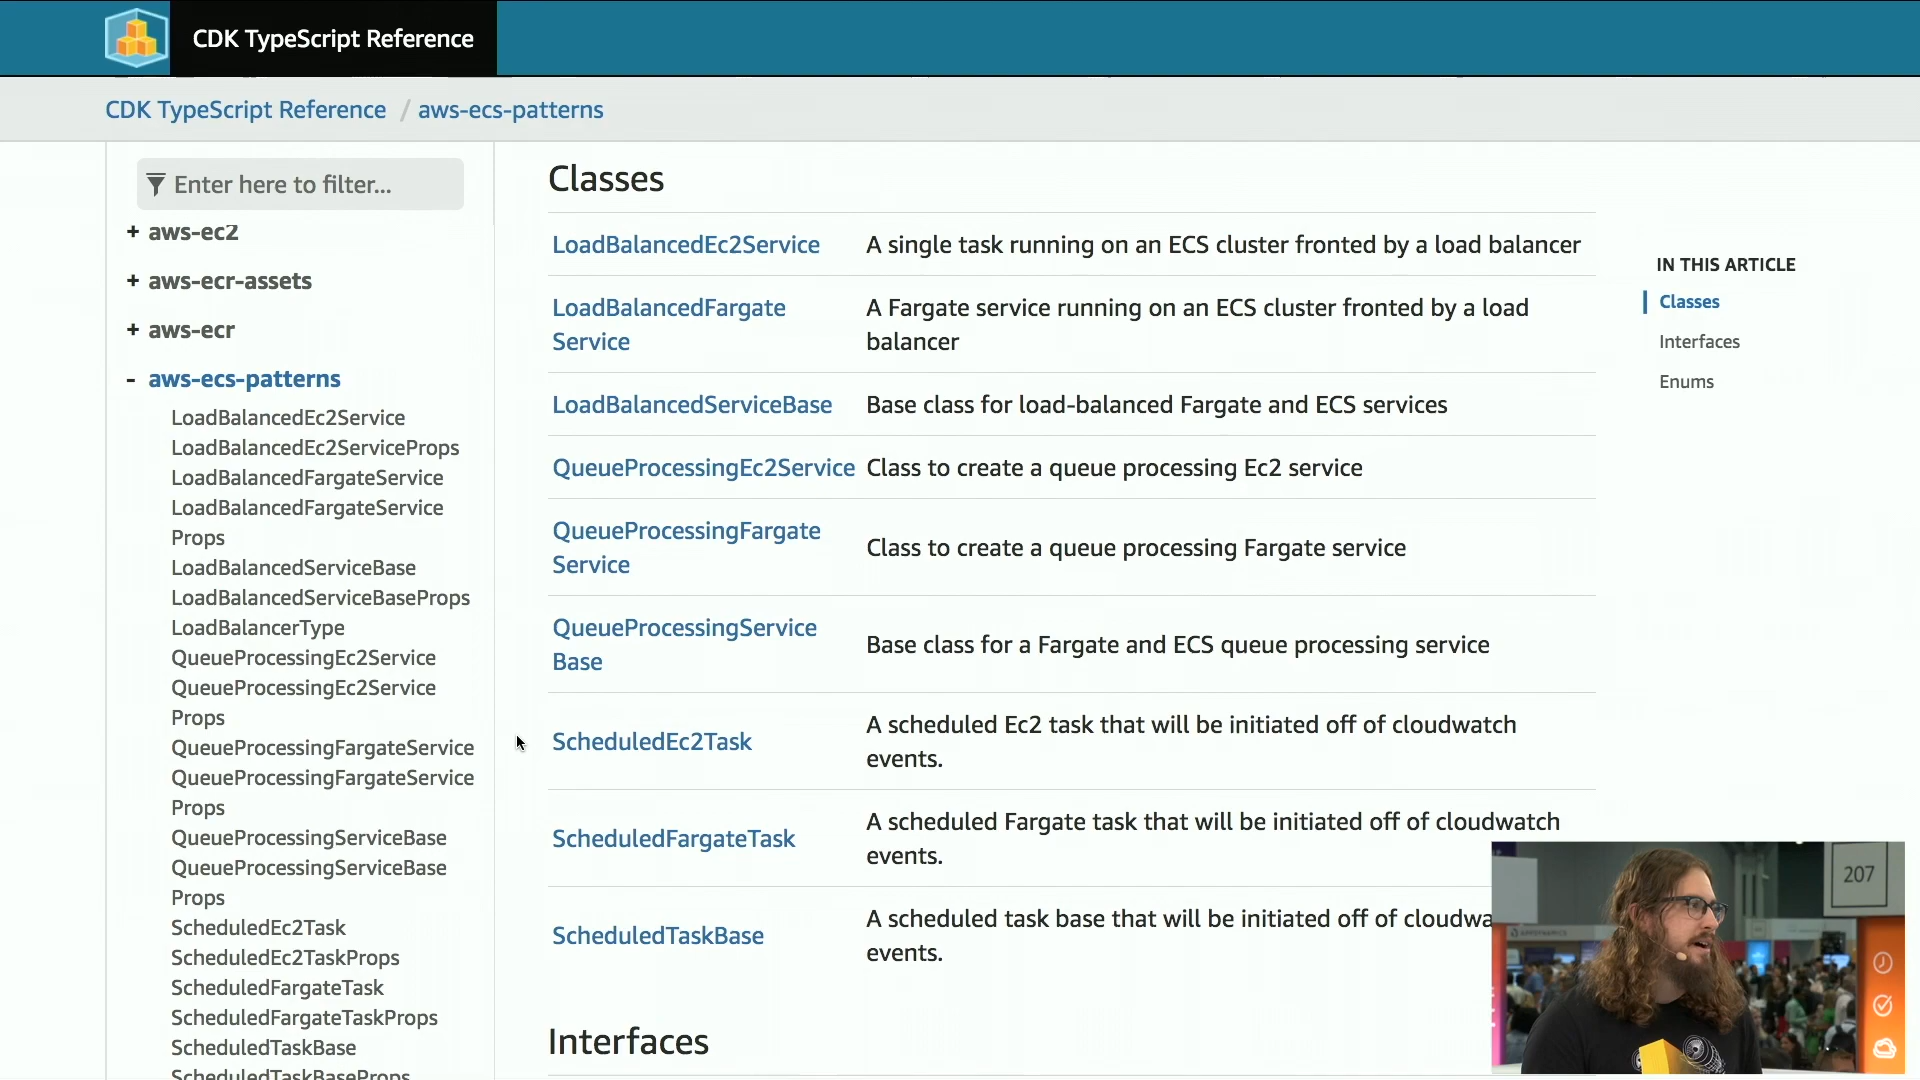 CDK TypeScript Reference
CDK TypeScript Reference / aws-ecs-patterns
Enter here to filter...
+ aws-ec2
+ aws-ecr-assets
+ aws-ecr
- aws-ecs-patterns
LoadBalancedEc2Service
LoadBalancedEc2ServiceProps
LoadBalancedFargateService
LoadBalancedFargateService
Props
LoadBalancedServiceBase
LoadBalancedServiceBaseProps
LoadBalancerType
QueueProcessingEc2Service
QueueProcessingEc2Service
Props
QueueProcessingFargateService
QueueProcessingFargateService
Props
QueueProcessingServiceBase
QueueProcessingServiceBase
Props
ScheduledEc2Task
ScheduledEc2TaskProps
ScheduledFargateTask
ScheduledFargateTaskProps
ScheduledTaskBase
ScheduledTaskBaseProps
Classes
LoadBalancedEc2Service A single task running on an ECS cluster fronted by a load balancer
LoadBalancedFargate
Service
A Fargate service running on an ECS cluster fronted by a load
balancer
LoadBalancedServiceBase Base class for load-balanced Fargate and ECS services
QueueProcessingEc2Service Class to create a queue processing Ec2 service
QueueProcessingFargate
Service
Class to create a queue processing Fargate service
QueueProcessingService
Base
Base class for a Fargate and ECS queue processing service
ScheduledEc2Task
A scheduled Ec2 task that will be initiated off of cloudwatch
events.
ScheduledFargateTask
A scheduled Fargate task that will be initiated off of cloudwatch
events.
ScheduledTaskBase
A scheduled task base that will be initiated off of cloudwa
events.
Interfaces
IN THIS ARTICLE
Classes
Interfaces
Enums
207
APPDYNAMICS